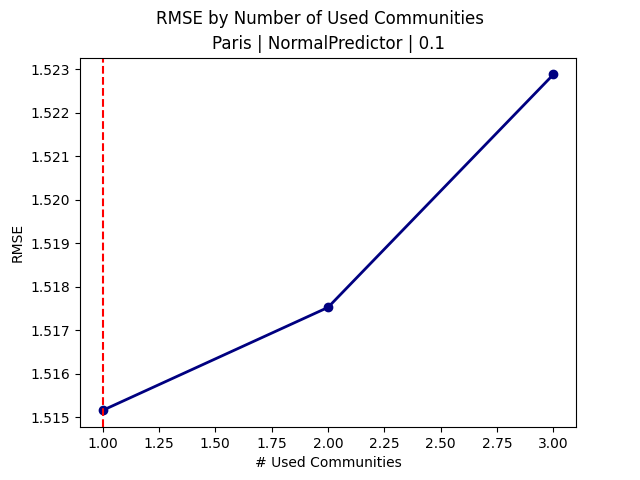 RMSE by Number of Used Communities
Paris | NormalPredictor | 0.1
1.523
1.522
1.521
1.520
1.519
1.518
1.517
1.516
1.515
RMSE
1.00 1.25 1.50 1.75 2.00 2.25 2.50 2.75 3.00
# Used Communities